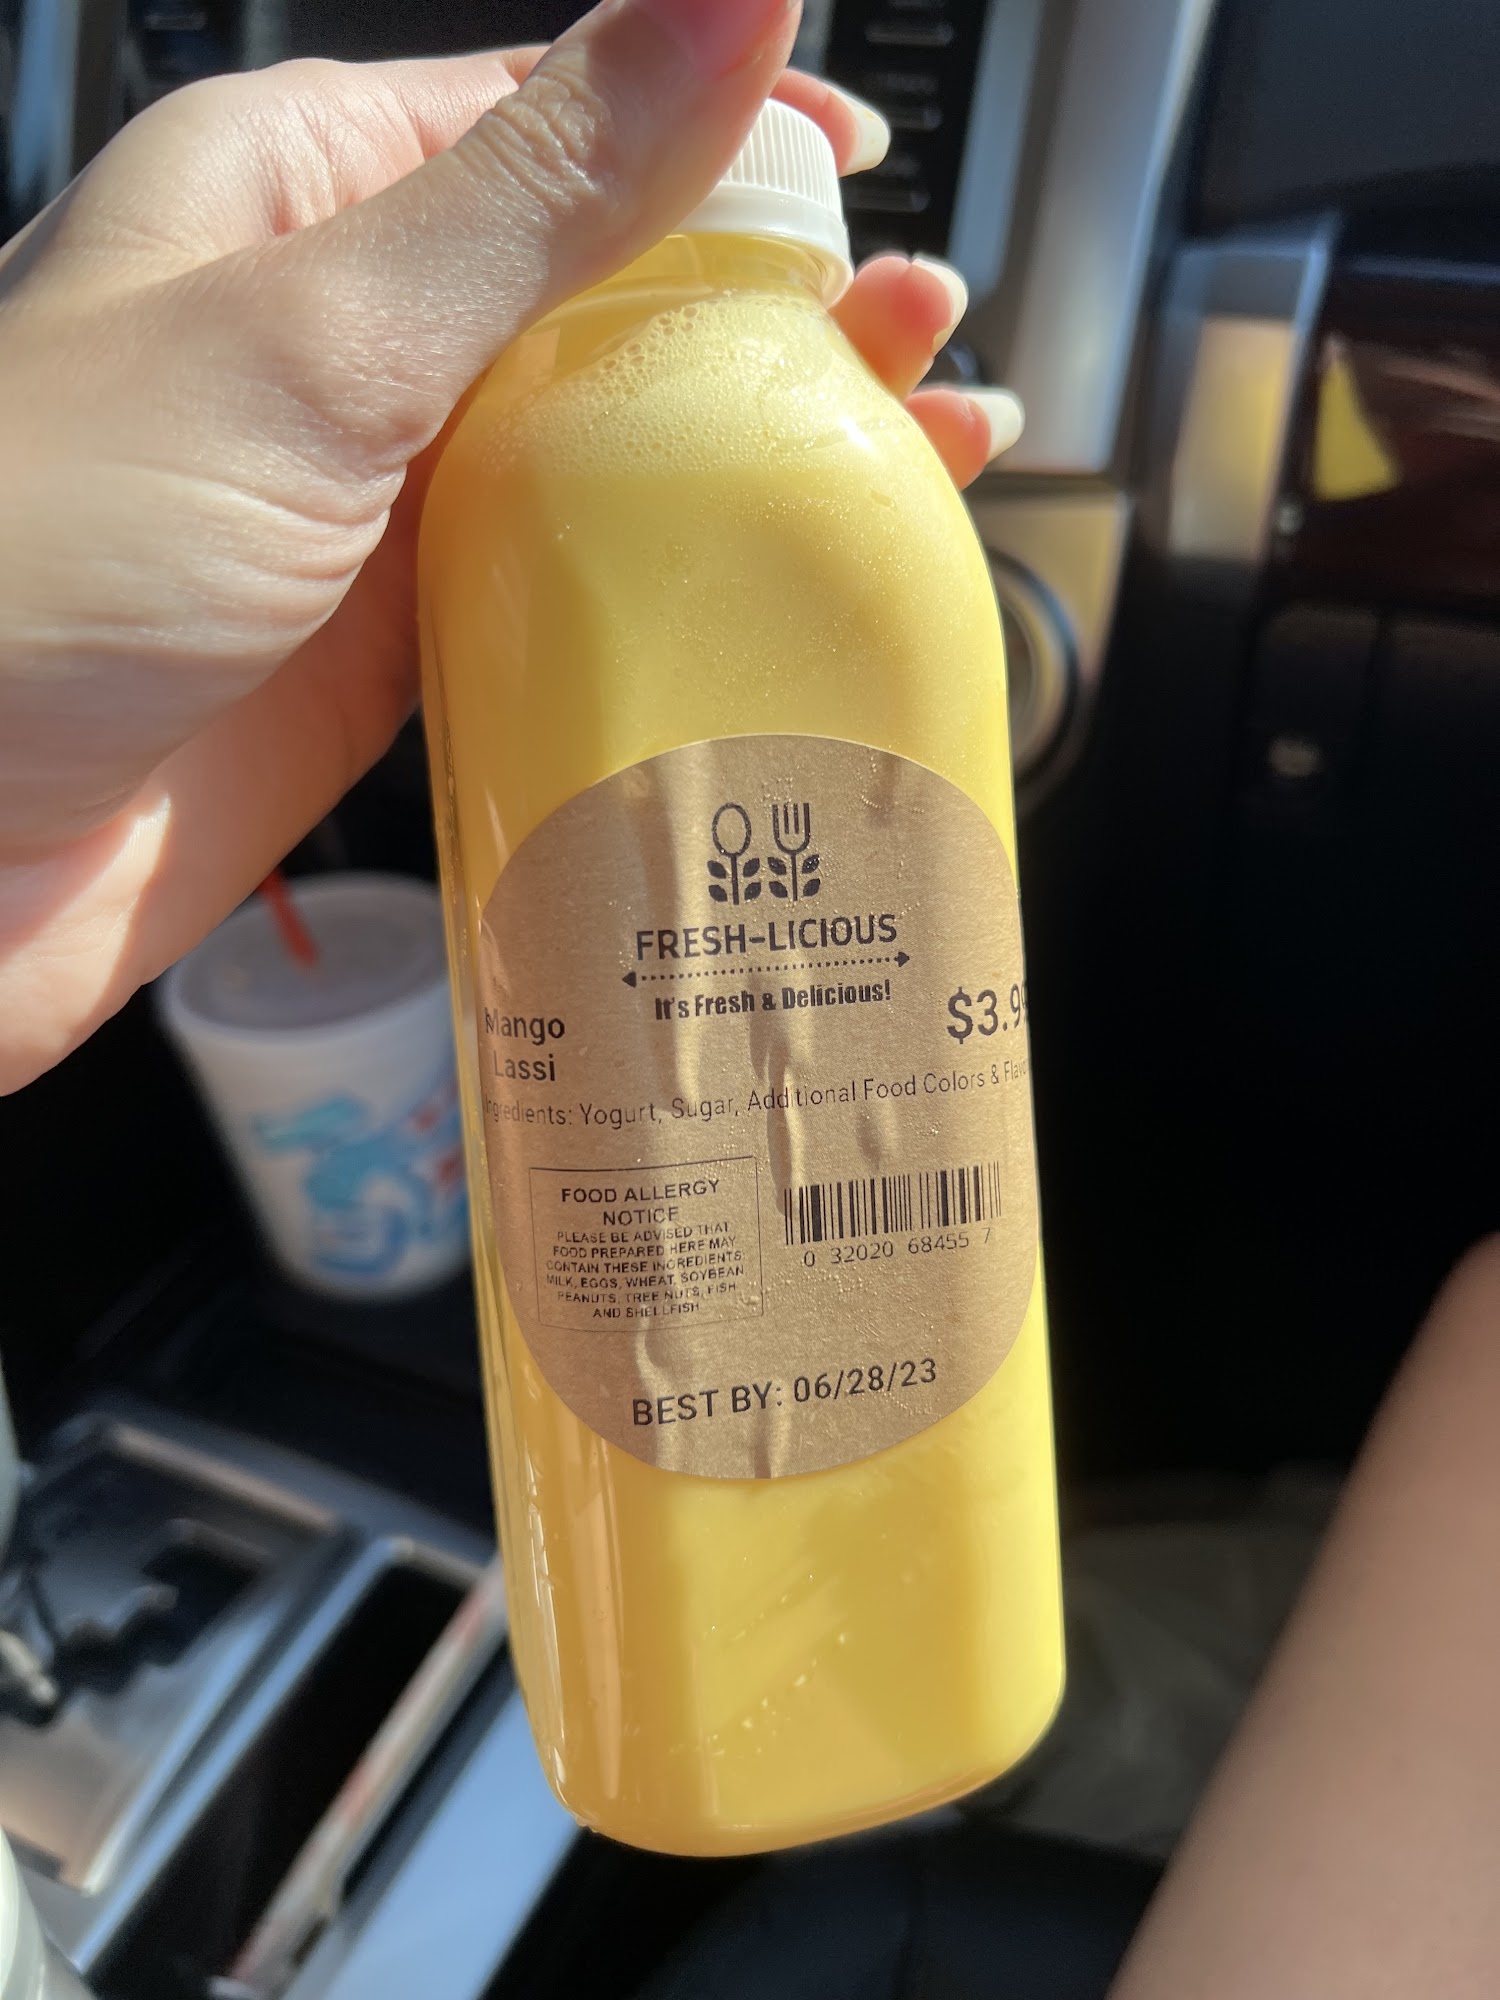 FRESH-LICIOUS
It's Fresh & Delicious!
Mango
Lassi
$3.99
Ingredients: Yogurt, Sugar, Additional Food Colors &
FOOD ALLERGY
NOTICE
PLEASE BE ADVISED THAT
FOOD PREPARED HERE MAY
CONTAIN THESE INGREDIENTS:
MILK, EGGS, WHEAT, SOYBEAN
PEANUTS, TREE NUTS, FISH
AND SHELLFISH
0 32020 68455 7
BEST BY: 06/28/23